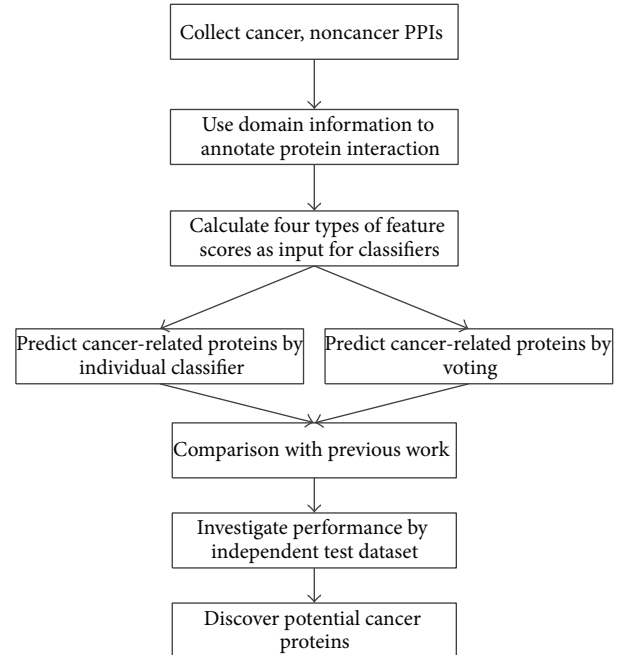 Collect cancer, noncancer PPIs
Use domain information to
annotate protein interaction
Calculate four types of feature
scores as input for classifiers
Predict cancer-related proteins by
individual classifier
Predict cancer-related proteins by
voting
Comparison with previous work
Investigate performance by
independent test dataset
Discover potential cancer
proteins